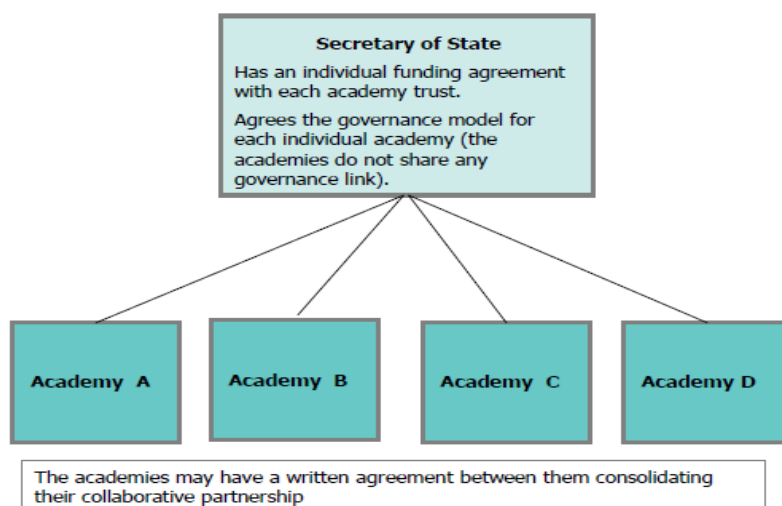 Secretary of State
Has an individual funding agreement
with each academy trust.
Agrees the governance model for
each individual academy (the
academies do not share any
governance link).
Academy A
Academy B
Academy C
Academy D
The academies may have a written agreement between them consolidating
their collaborative partnership